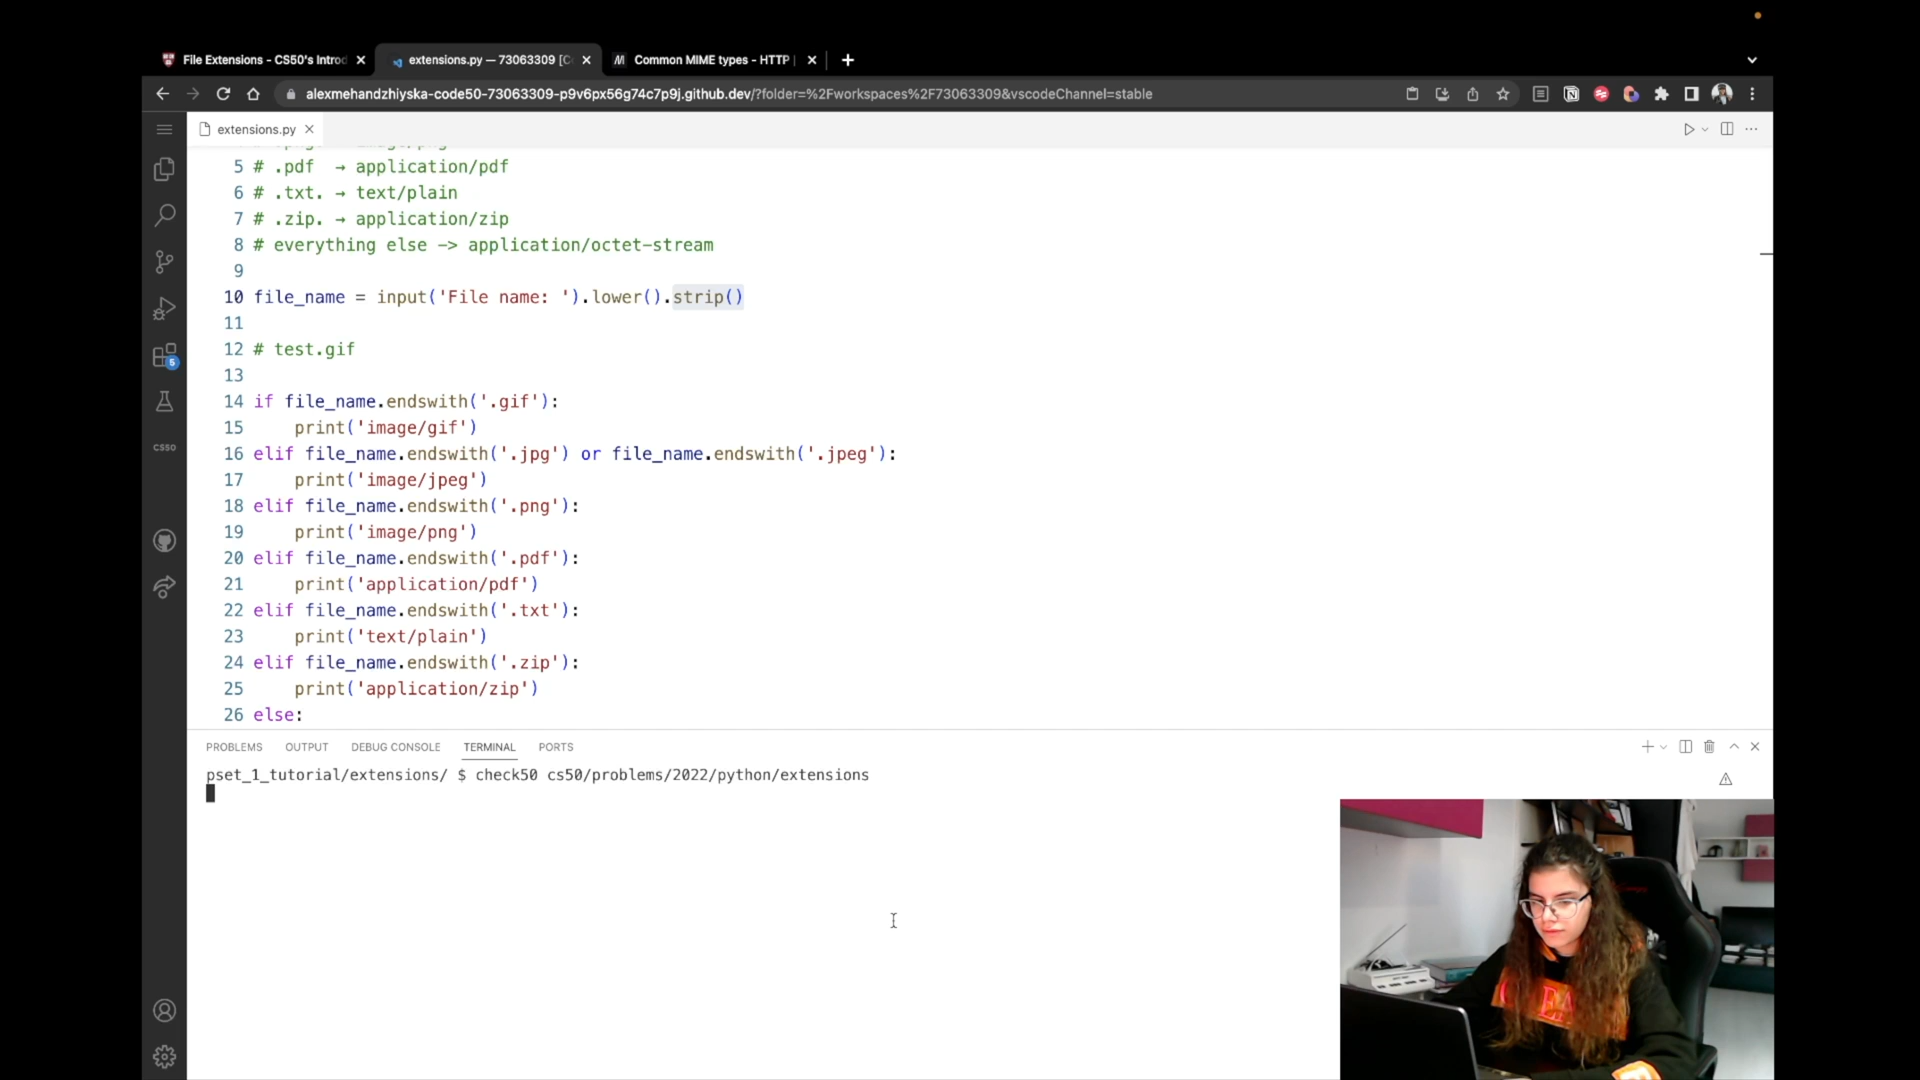 File Extensions - CS50's Introd
extensions.py — 73063309 [C
Common MIME types - HTTP
alexmehandzhiyska-code50-73063309-p9v6px56g74c7p9j.github.dev/?folder=%2Fworkspaces%2F73063309&vscodeChannel=stable
extensions.py
5 # .pdf → application/pdf
6 # .txt. → text/plain
7 # .zip. → application/zip
8 # everything else -> application/octet-stream
9
10 file_name = input('File name: ').lower().strip()
11
12 # test.gif
13
14 if file_name.endswith('.gif'):
15 print('image/gif')
16 elif file_name.endswith('.jpg') or file_name.endswith('.jpeg'):
17 print('image/jpeg')
18 elif file_name.endswith('.png'):
19 print('image/png')
20 elif file_name.endswith('.pdf'):
21 print('application/pdf')
22 elif file_name.endswith('.txt'):
23 print('text/plain')
24 elif file_name.endswith('.zip'):
25 print('application/zip')
26 else:
5
CS50
PROBLEMS OUTPUT DEBUG CONSOLE TERMINAL PORTS
pset_1_tutorial/extensions/ $ check50 cs50/problems/2022/python/extensions